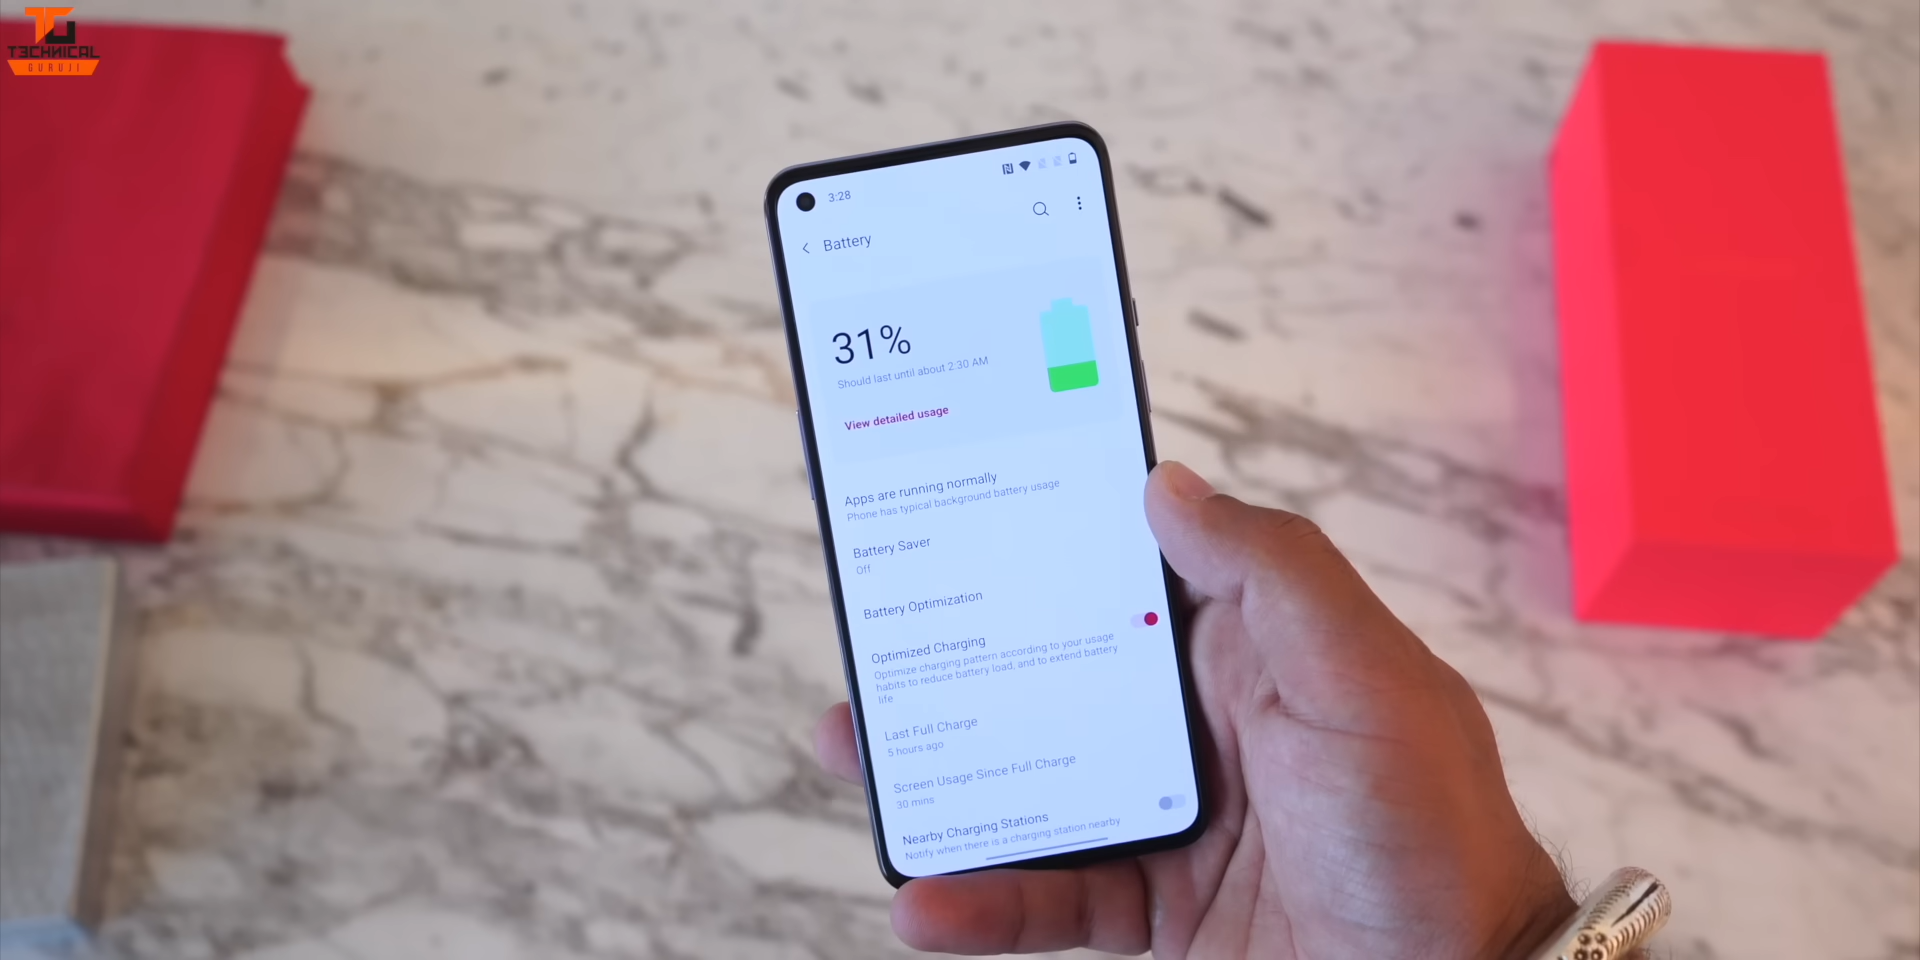 TECHNICAL
GURUJI
3:28
Battery
31%
Should last until about 2:30 AM
View detailed usage
Apps are running normally
Phone has typical background battery usage
Battery Saver
Off
Battery Optimization
Optimized Charging
Optimize charging pattern according to your usage
habits to reduce battery load, and to extend battery
life
Last Full Charge
5 hours ago
Screen Usage Since Full Charge
30 mins
Nearby Charging Stations
Notify when there is a charging station nearby